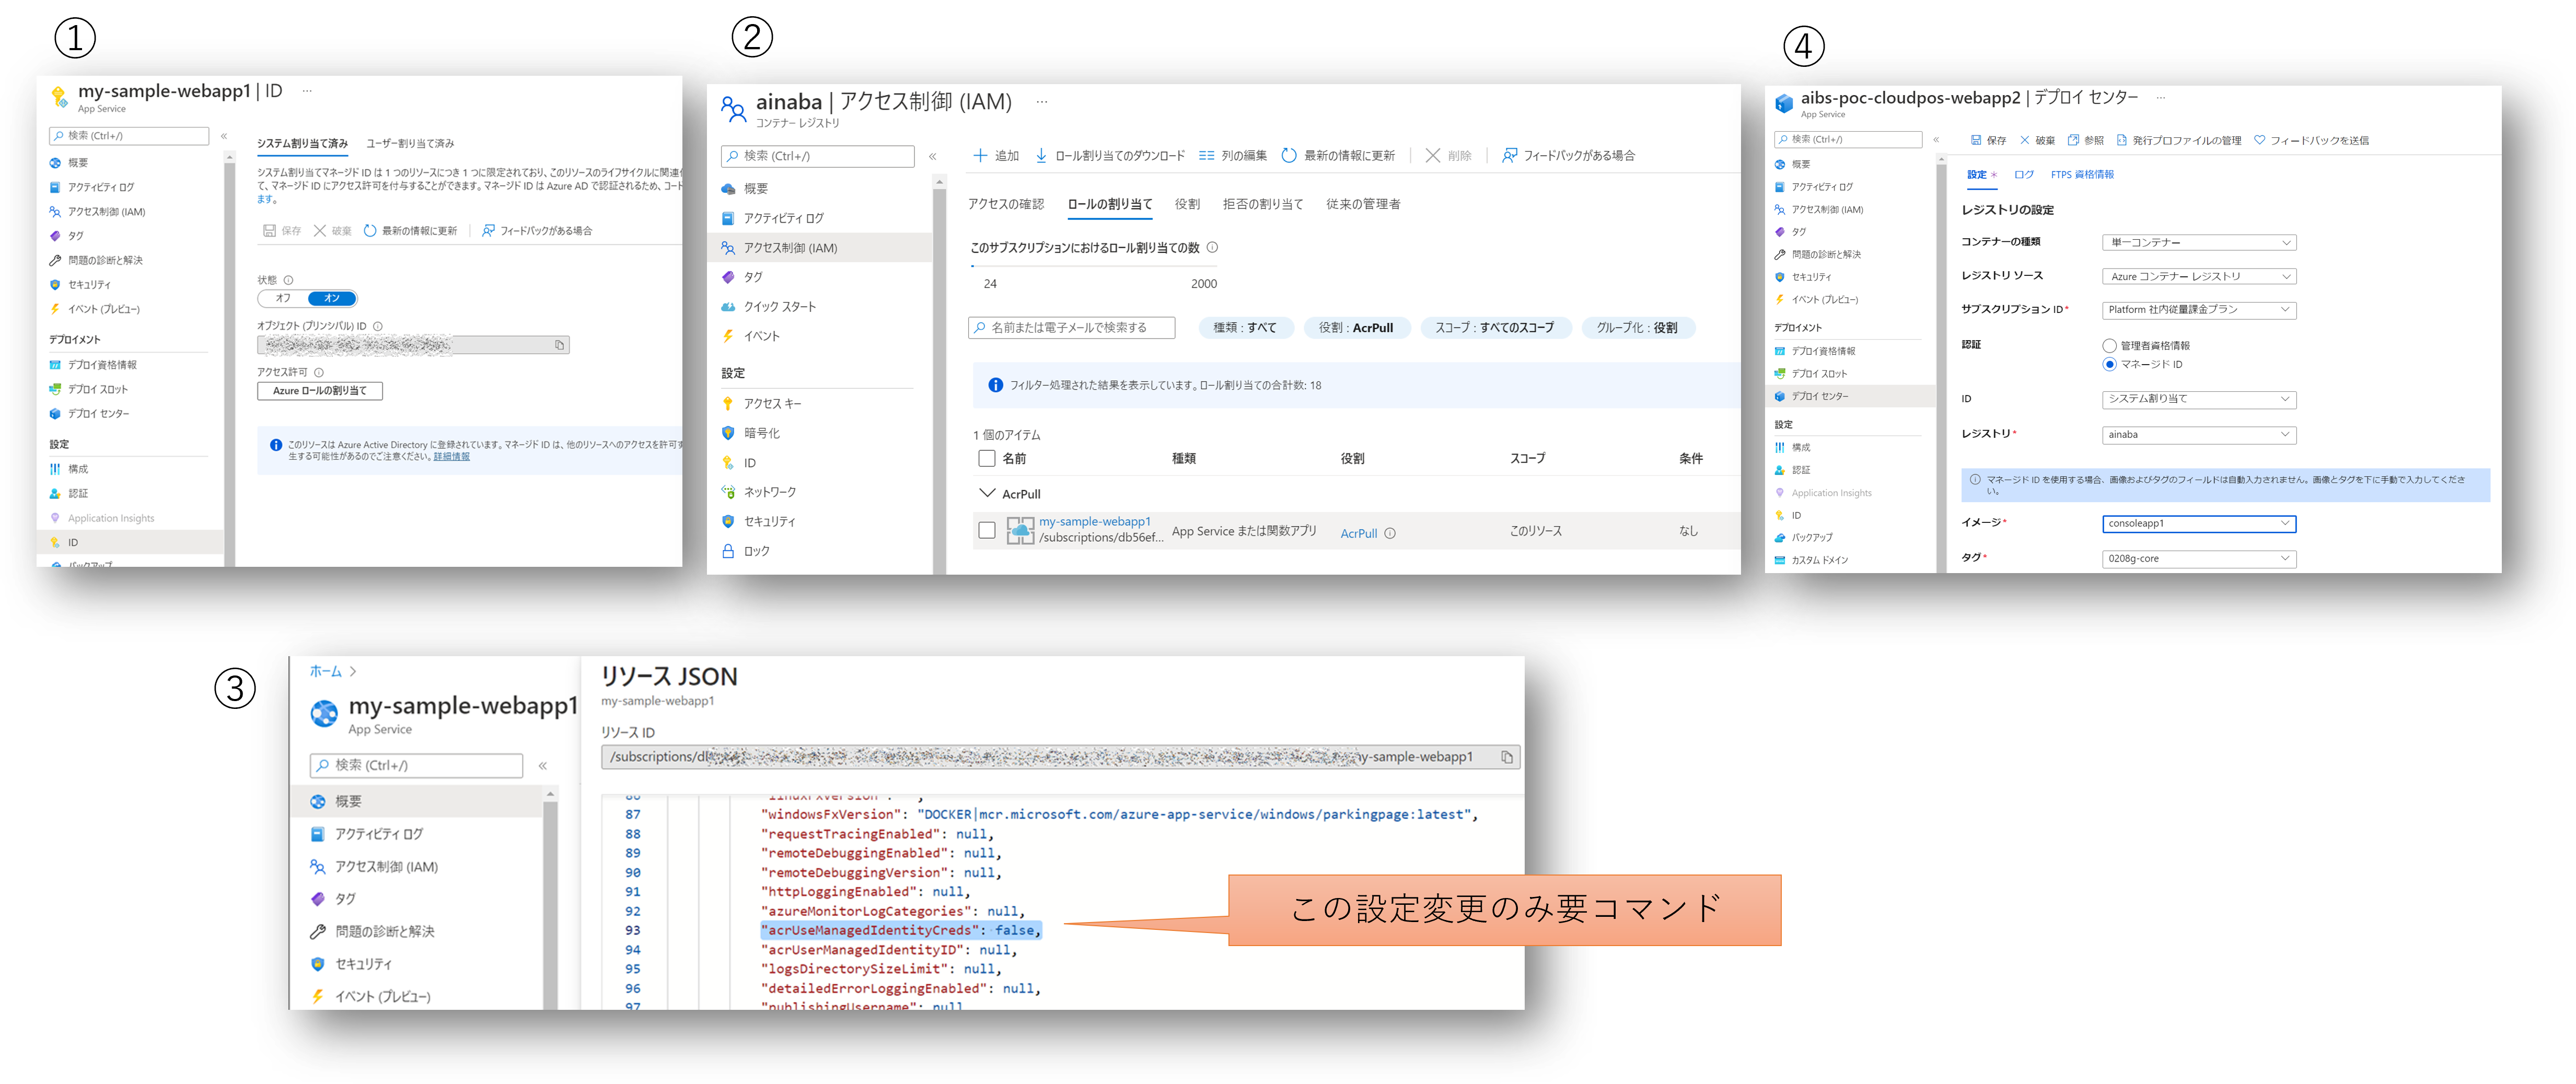 ①
my-sample-webapp1 | ID ...
App Service
検索 (Ctrl+/)
«
概要
アクティビティ ログ
アクセス制御 (IAM)
タグ
問題の診断と解決
セキュリティ
イベント (プレビュー)
デプロイメント
デプロイ資格情報
デプロイ スロット
デプロイ センター
設定
構成
認証
Application Insights
ID
バックアップ
システム割り当て済み ユーザー割り当て済み
システム割り当てマネージド ID は 1 つのリソースにつき 1 つに限定されており、このリソースのライフサイクルに関連
て、マネージド ID にアクセス許可を付与することができます。マネージド ID は Azure AD で認証されるため、コート
ます。
保存 破棄 最新の情報に更新 フィードバックがある場合
状態
オフ オン
オブジェクト (プリンシパル) ID
アクセス許可
Azure ロールの割り当て
このリソースは Azure Active Directory に登録されています。マネージド ID は、他のリソースへのアクセスを許可す
生する可能性があるのでご注意ください。詳細情報
②
ainaba | アクセス制御 (IAM) ...
コンテナー レジストリ
検索 (Ctrl+/)
«
概要
アクティビティ ログ
アクセス制御 (IAM)
タグ
クイック スタート
イベント
設定
アクセス キー
暗号化
ID
ネットワーク
セキュリティ
ロック
追加 ロール割り当てのダウンロード 列の編集 最新の情報に更新 削除 フィードバックがある場合
アクセスの確認 ロールの割り当て 役割 拒否の割り当て 従来の管理者
このサブスクリプションにおけるロール割り当ての数
24 2000
名前または電子メールで検索する 種類 : すべて 役割 : AcrPull スコープ : すべてのスコープ グループ化 : 役割
フィルター処理された結果を表示しています。ロール割り当ての合計数: 18
1 個のアイテム
名前 種類 役割 スコープ 条件
AcrPull
my-sample-webapp1
/subscriptions/db56ef... App Service または関数アプリ AcrPull このリソース なし
④
aibs-poc-cloudpos-webapp2 | デプロイ センター ...
App Service
検索 (Ctrl+/)
«
概要
アクティビティ ログ
アクセス制御 (IAM)
タグ
問題の診断と解決
セキュリティ
イベント (プレビュー)
デプロイメント
デプロイ資格情報
デプロイ スロット
デプロイ センター
設定
構成
認証
Application Insights
ID
バックアップ
カスタム ドメイン
保存 破棄 参照 発行プロファイルの管理 フィードバックを送信
設定 * ログ FTPS 資格情報
レジストリの設定
コンテナーの種類 単一コンテナー
レジストリ ソース Azure コンテナー レジストリ
サブスクリプション ID * Platform 社内従量課金プラン
認証 管理者資格情報
マネージド ID
ID システム割り当て
レジストリ * ainaba
マネージド ID を使用する場合、画像およびタグのフィールドは自動入力されません。画像とタグを下に手動で入力してくださ
い。
イメージ * consoleapp1
タグ * 0208g-core
③
ホーム >
my-sample-webapp1
App Service
検索 (Ctrl+/)
«
概要
アクティビティ ログ
アクセス制御 (IAM)
タグ
問題の診断と解決
セキュリティ
イベント (プレビュー)
リソース JSON
my-sample-webapp1
リソース ID
/subscriptions/d y-sample-webapp1
86 "linuxFxVersion": "",
87 "windowsFxVersion": "DOCKER|mcr.microsoft.com/azure-app-service/windows/parkingpage:latest",
88 "requestTracingEnabled": null,
89 "remoteDebuggingEnabled": null,
90 "remoteDebuggingVersion": null,
91 "httpLoggingEnabled": null,
92 "azureMonitorLogCategories": null,
93 "acrUseManagedIdentityCreds": false,
94 "acrUserManagedIdentityID": null,
95 "logsDirectorySizeLimit": null,
96 "detailedErrorLoggingEnabled": null,
97 "publishingUsername": null
この設定変更のみ要コマンド